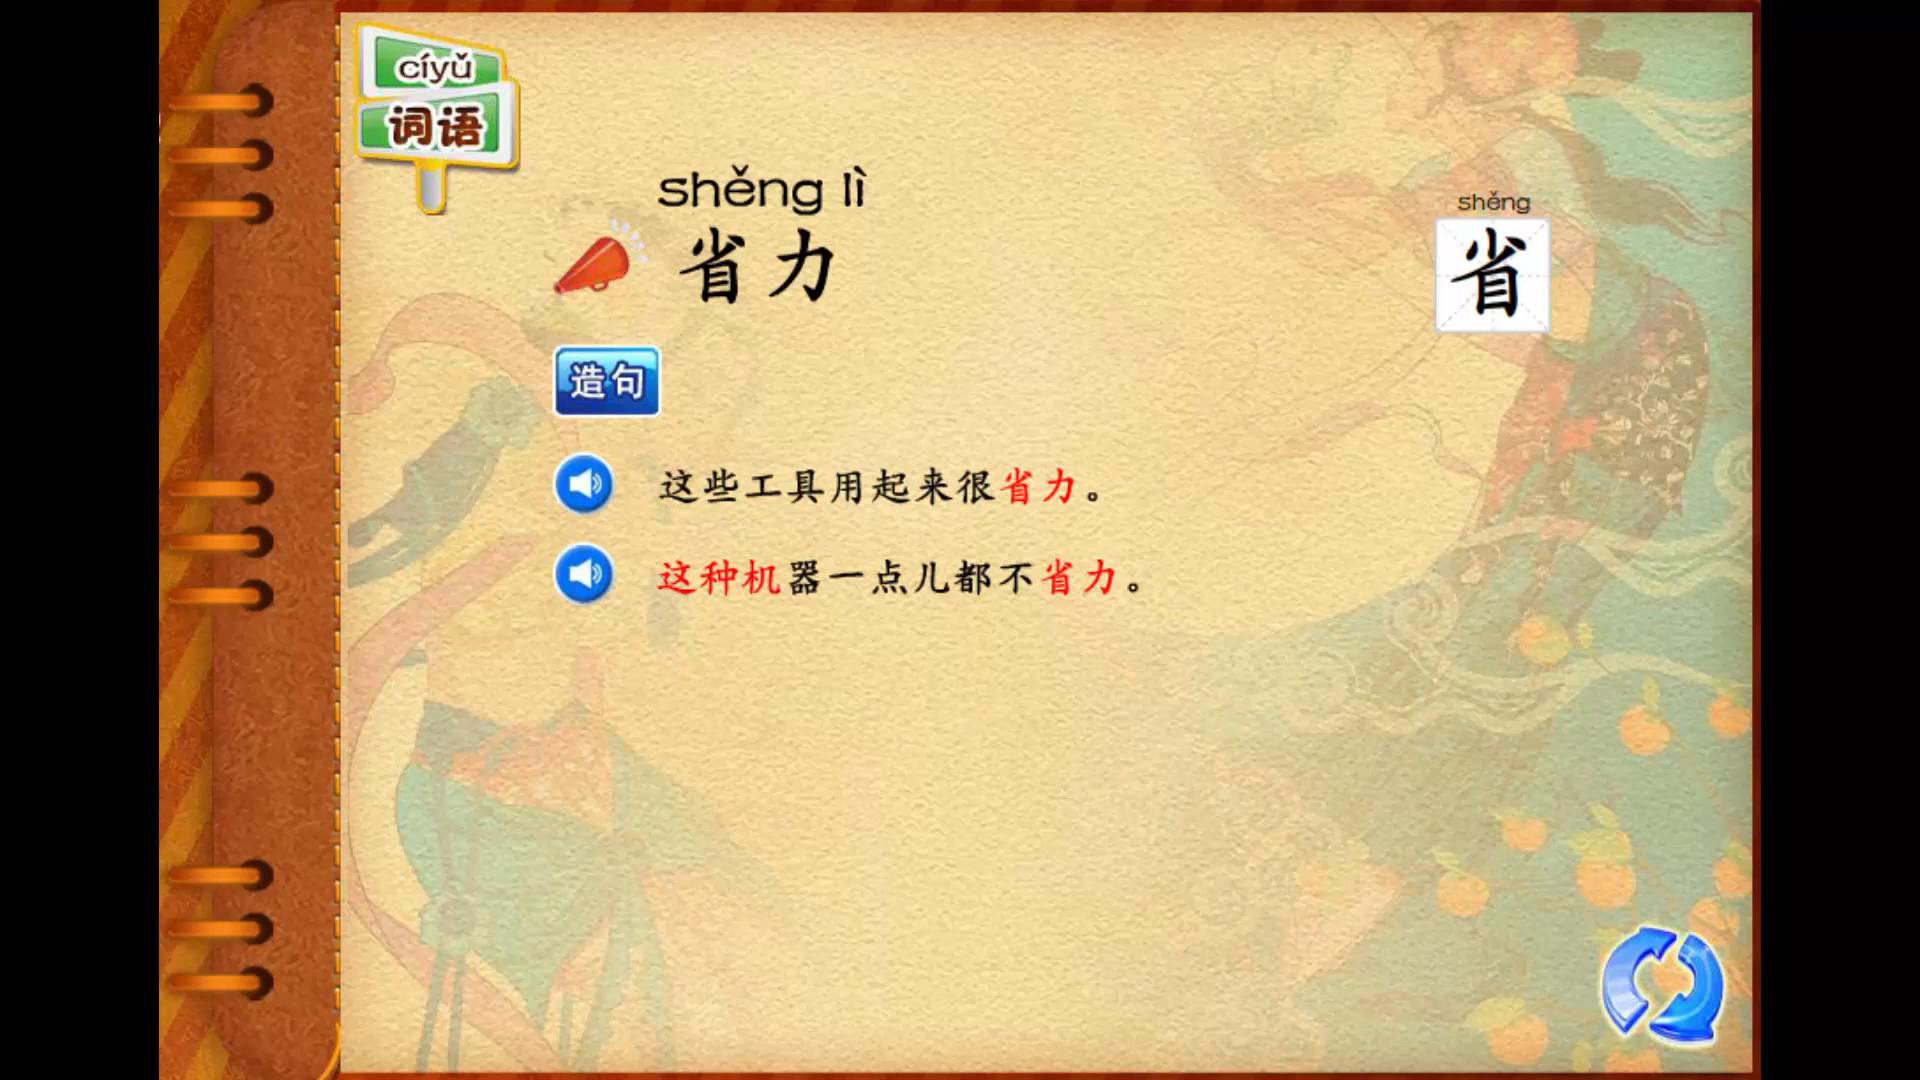 cíyǔ
词语
shěng lì
省力
shěng
省
造句
这些工具用起来很省力。
这种机器一点儿都不省力。